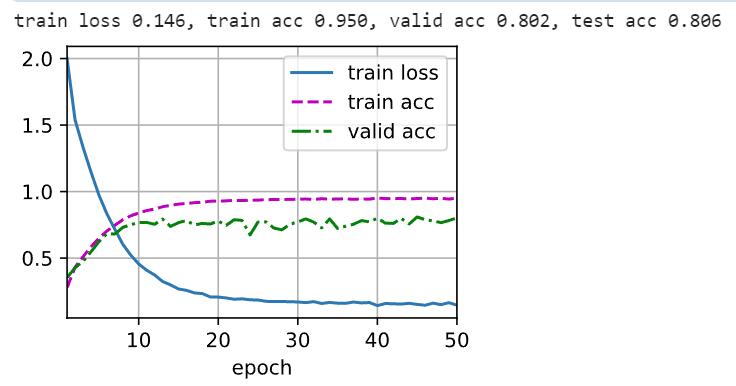 train loss 0.146, train acc 0.950, valid acc 0.802, test acc 0.806
2.0
1.5
1.0
0.5
train loss
train acc
valid acc
10 20 30 40 50
epoch